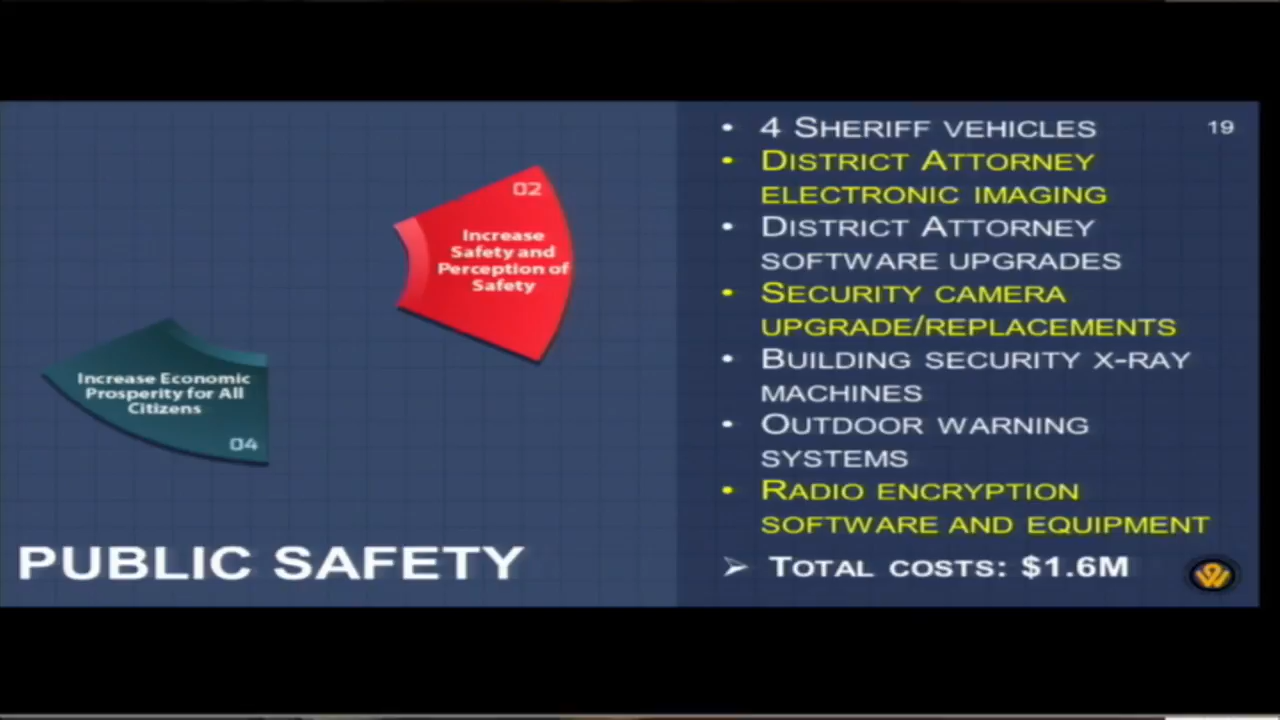 19
02
Increase
Safety and
Perception of
Safety
Increase Economic
Prosperity for All
Citizens
04
PUBLIC SAFETY
• 4 SHERIFF VEHICLES
• DISTRICT ATTORNEY
ELECTRONIC IMAGING
• DISTRICT ATTORNEY
SOFTWARE UPGRADES
• SECURITY CAMERA
UPGRADE/REPLACEMENTS
• BUILDING SECURITY X-RAY
MACHINES
• OUTDOOR WARNING
SYSTEMS
• RADIO ENCRYPTION
SOFTWARE AND EQUIPMENT
➢ TOTAL COSTS: $1.6M